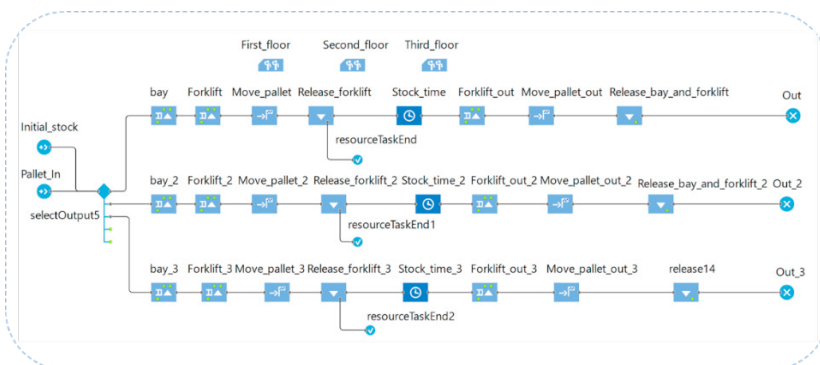 First_floor Second_floor Third_floor
bay Forklift Move_pallet Release_forklift Stock_time Forklift_out Move_pallet_out Release_bay_and_forklift Out
Initial_stock
resourceTaskEnd
Pallet_In
bay_2 Forklift_2 Move_pallet_2 Release_forklift_2 Stock_time_2 Forklift_out_2 Move_pallet_out_2 Release_bay_and_forklift_2 Out_2
selectOutput5
resourceTaskEnd1
bay_3 Forklift_3 Move_pallet_3 Release_forklift_3 Stock_time_3 Forklift_out_3 Move_pallet_out_3 release14 Out_3
resourceTaskEnd2